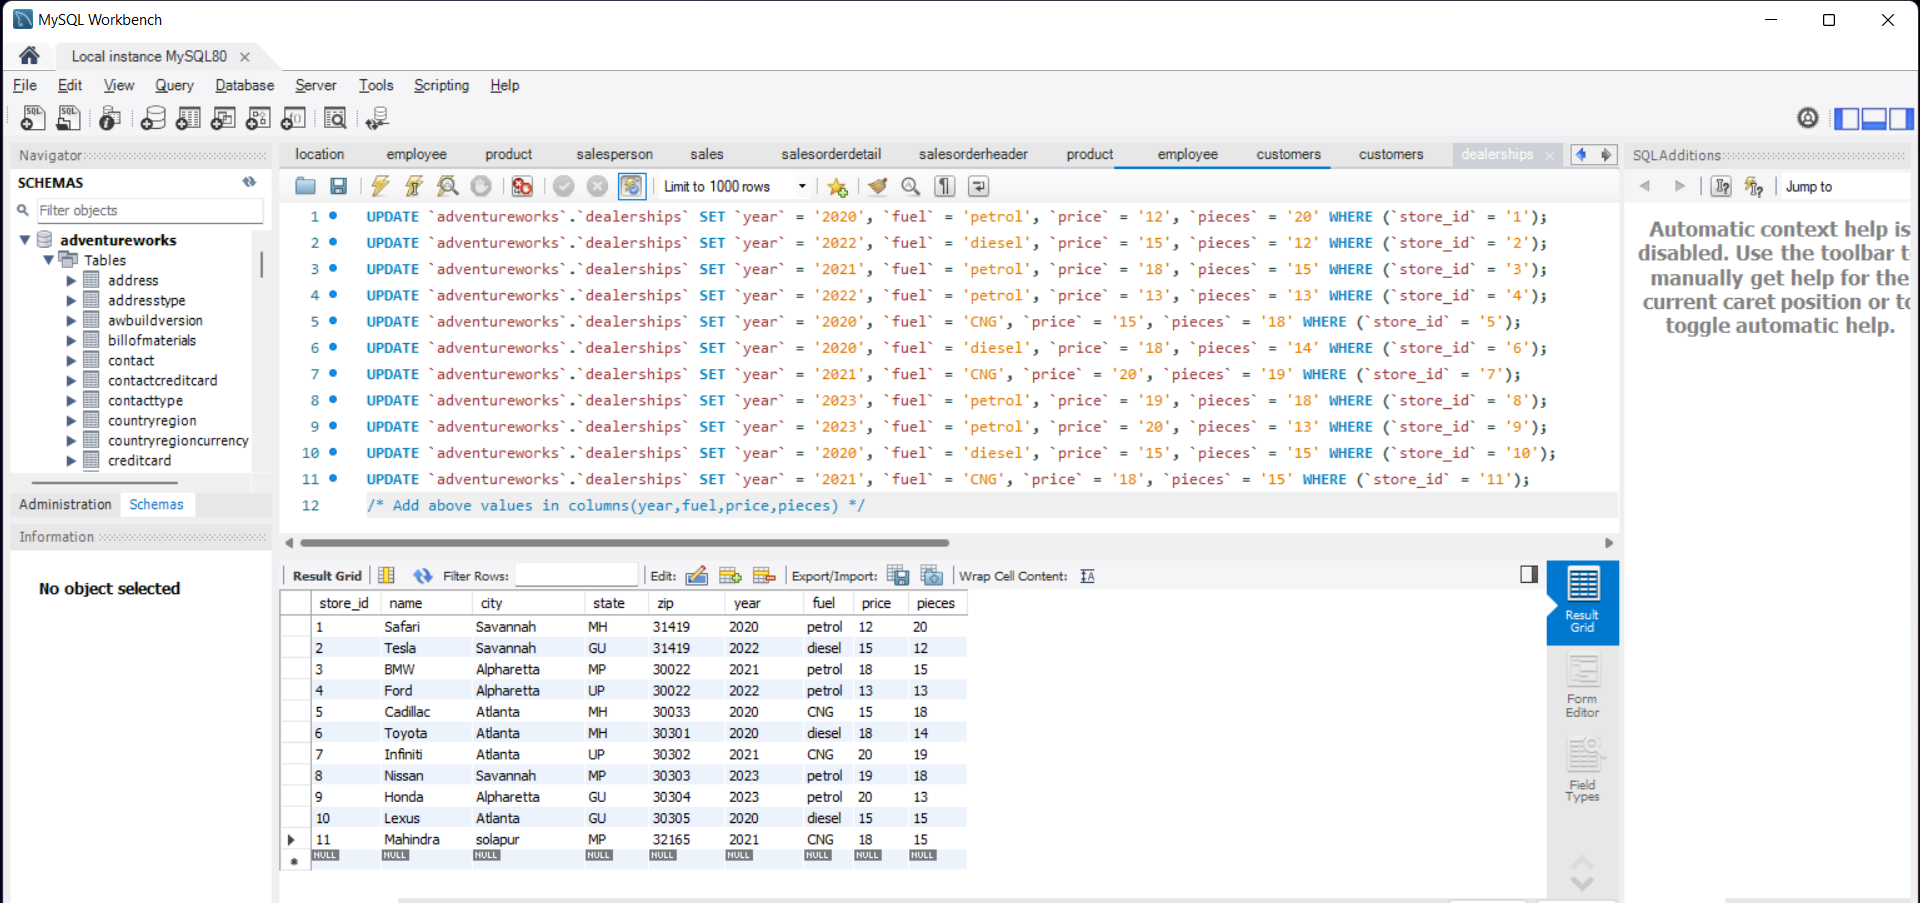 MySQL Workbench
Local instance MySQL80
File Edit View Query Database Server Tools Scripting Help
Navigator
SCHEMAS
Filter objects
adventureworks
Tables
address
addresstype
awbuildversion
billofmaterials
contact
contactcreditcard
contacttype
countryregion
countryregioncurrency
creditcard
Administration Schemas
Information
No object selected
location employee product salesperson sales salesorderdetail salesorderheader product employee customers customers dealerships
Limit to 1000 rows
1 UPDATE `adventureworks`.`dealerships` SET `year` = '2020', `fuel` = 'petrol', `price` = '12', `pieces` = '20' WHERE (`store_id` = '1');
2 UPDATE `adventureworks`.`dealerships` SET `year` = '2022', `fuel` = 'diesel', `price` = '15', `pieces` = '12' WHERE (`store_id` = '2');
3 UPDATE `adventureworks`.`dealerships` SET `year` = '2021', `fuel` = 'petrol', `price` = '18', `pieces` = '15' WHERE (`store_id` = '3');
4 UPDATE `adventureworks`.`dealerships` SET `year` = '2022', `fuel` = 'petrol', `price` = '13', `pieces` = '13' WHERE (`store_id` = '4');
5 UPDATE `adventureworks`.`dealerships` SET `year` = '2020', `fuel` = 'CNG', `price` = '15', `pieces` = '18' WHERE (`store_id` = '5');
6 UPDATE `adventureworks`.`dealerships` SET `year` = '2020', `fuel` = 'diesel', `price` = '18', `pieces` = '14' WHERE (`store_id` = '6');
7 UPDATE `adventureworks`.`dealerships` SET `year` = '2021', `fuel` = 'CNG', `price` = '20', `pieces` = '19' WHERE (`store_id` = '7');
8 UPDATE `adventureworks`.`dealerships` SET `year` = '2023', `fuel` = 'petrol', `price` = '19', `pieces` = '18' WHERE (`store_id` = '8');
9 UPDATE `adventureworks`.`dealerships` SET `year` = '2023', `fuel` = 'petrol', `price` = '20', `pieces` = '13' WHERE (`store_id` = '9');
10 UPDATE `adventureworks`.`dealerships` SET `year` = '2020', `fuel` = 'diesel', `price` = '15', `pieces` = '15' WHERE (`store_id` = '10');
11 UPDATE `adventureworks`.`dealerships` SET `year` = '2021', `fuel` = 'CNG', `price` = '18', `pieces` = '15' WHERE (`store_id` = '11');
12 /* Add above values in columns(year,fuel,price,pieces) */
Result Grid Filter Rows: Edit: Export/Import: Wrap Cell Content:
store_id name city state zip year fuel price pieces
1 Safari Savannah MH 31419 2020 petrol 12 20
2 Tesla Savannah GU 31419 2022 diesel 15 12
3 BMW Alpharetta MP 30022 2021 petrol 18 15
4 Ford Alpharetta UP 30022 2022 petrol 13 13
5 Cadillac Atlanta MH 30033 2020 CNG 15 18
6 Toyota Atlanta MH 30301 2020 diesel 18 14
7 Infiniti Atlanta UP 30302 2021 CNG 20 19
8 Nissan Savannah MP 30303 2023 petrol 19 18
9 Honda Alpharetta GU 30304 2023 petrol 20 13
10 Lexus Atlanta GU 30305 2020 diesel 15 15
11 Mahindra solapur MP 32165 2021 CNG 18 15
NULL NULL NULL NULL NULL NULL NULL NULL NULL
Result
Grid
Form
Editor
Field
Types
SQLAdditions
Jump to
Automatic context help is
disabled. Use the toolbar t
manually get help for the
current caret position or to
toggle automatic help.